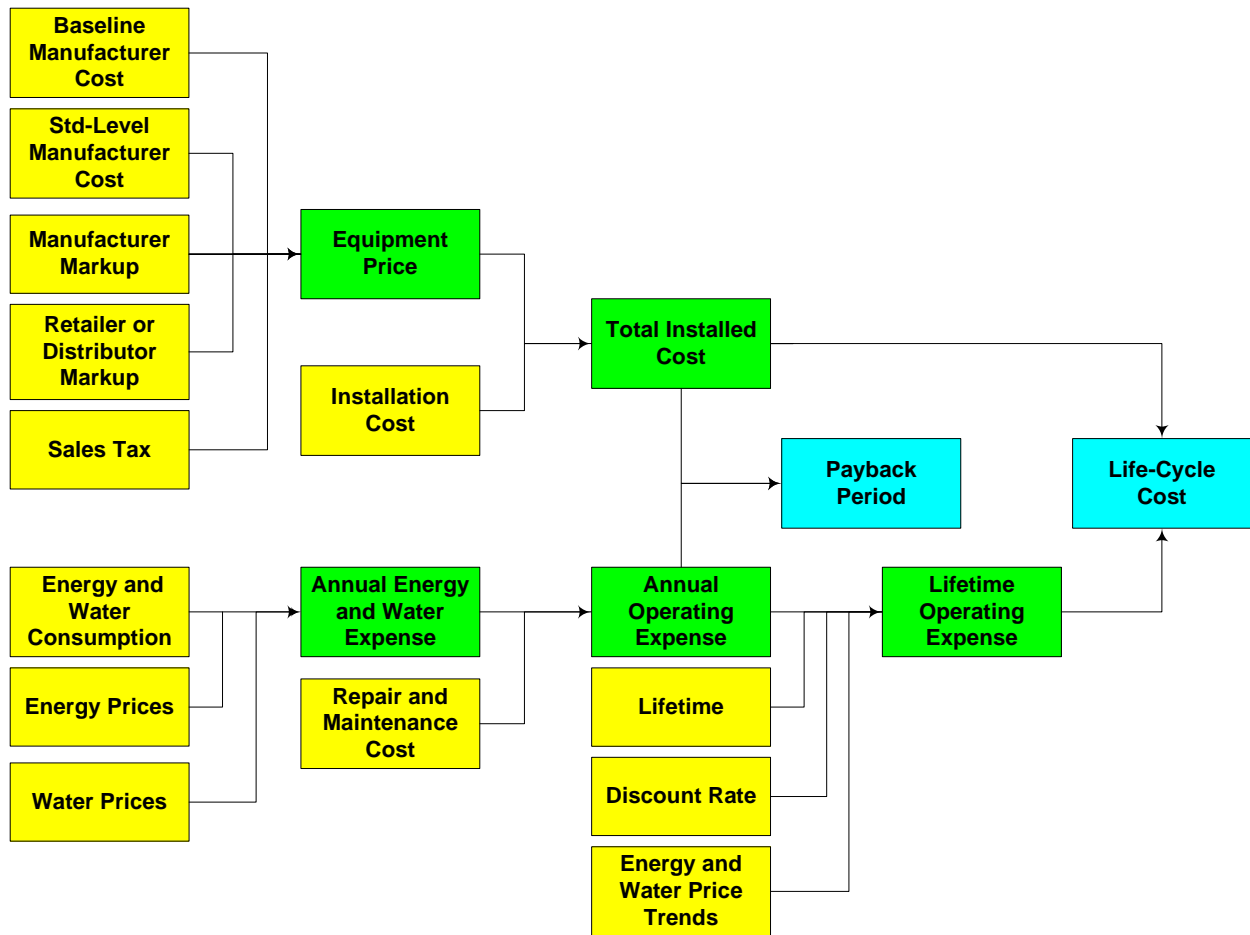 Baseline
Manufacturer
Cost
Std-Level
Manufacturer
Cost
Manufacturer
Markup
Retailer or
Distributor
Markup
Sales Tax
Equipment
Price
Installation
Cost
Total Installed
Cost
Payback
Period
Life-Cycle
Cost
Energy and
Water
Consumption
Energy Prices
Water Prices
Annual Energy
and Water
Expense
Repair and
Maintenance
Cost
Annual
Operating
Expense
Lifetime
Discount Rate
Energy and
Water Price
Trends
Lifetime
Operating
Expense